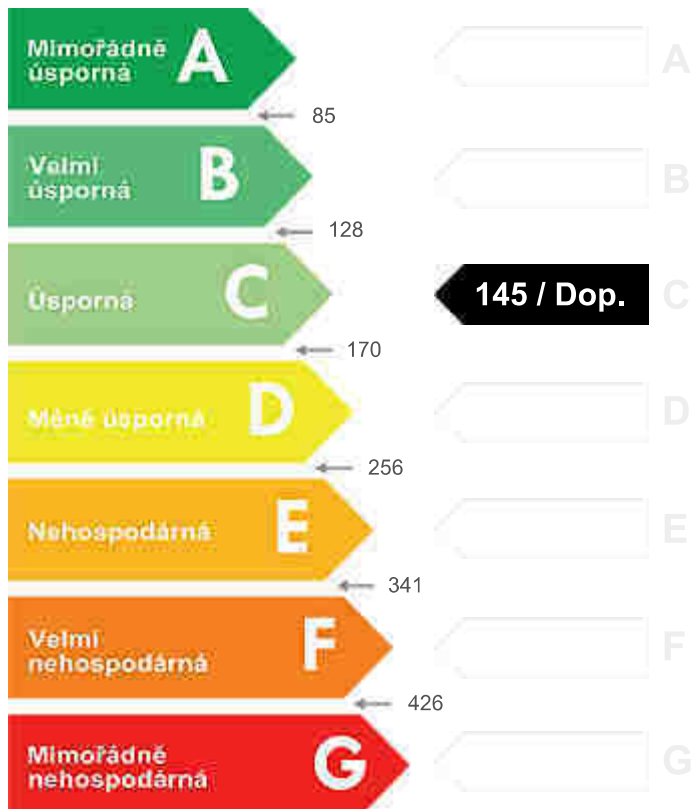 Mimořádně
úsporná
A
A
85
Velmi
úsporná
B
B
128
Úsporná
C
145 / Dop.
C
170
Méně úsporná
D
D
256
Nehospodárná
E
E
341
Velmi
nehospodárná
F
F
426
Mimořádně
nehospodárná
G
G